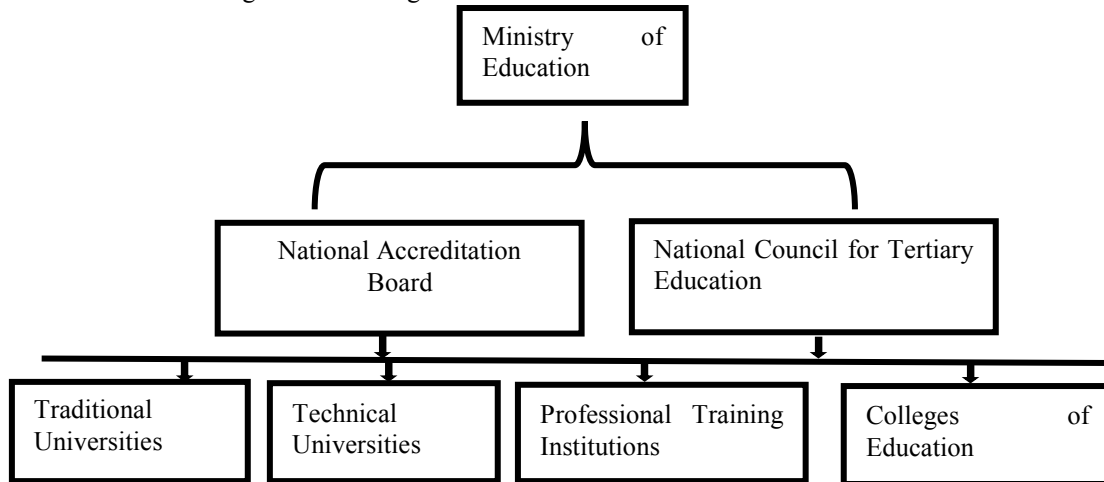 Ministry of
Education
National Accreditation
Board
National Council for Tertiary
Education
Traditional
Universities
Technical
Universities
Professional Training
Institutions
Colleges of
Education